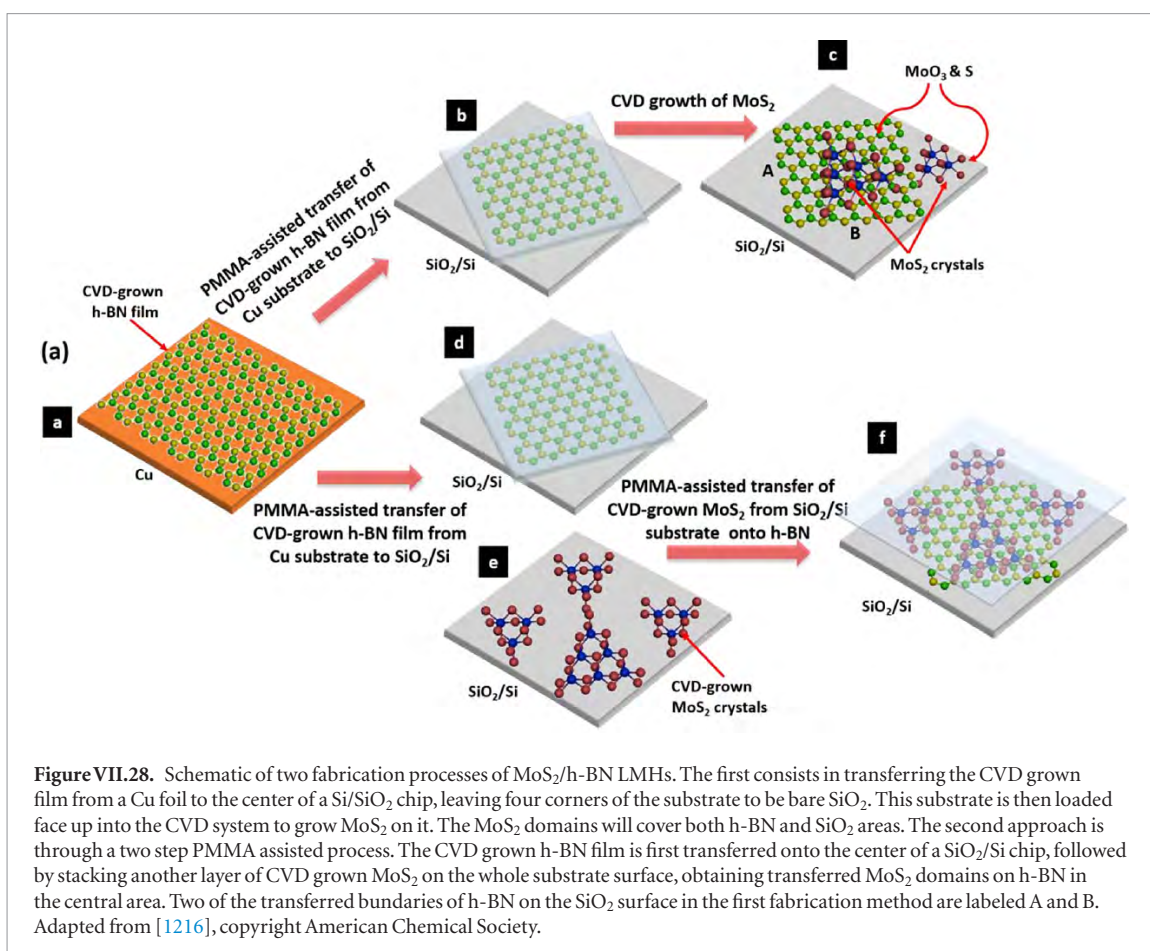 c
MoO₃ & S
b
CVD growth of MoS₂
PMMA-assisted transfer of
CVD-grown h-BN film from
Cu substrate to SiO₂/Si
A
B
SiO₂/Si
SiO₂/Si
MoS₂ crystals
CVD-grown
h-BN film
(a)
a
Cu
d
SiO₂/Si
PMMA-assisted transfer of
CVD-grown h-BN film from
Cu substrate to SiO₂/Si
PMMA-assisted transfer of
CVD-grown MoS₂ from SiO₂/Si
substrate onto h-BN
f
SiO₂/Si
e
SiO₂/Si
CVD-grown
MoS₂ crystals
Figure VII.28. Schematic of two fabrication processes of MoS₂/h-BN LMHs. The first consists in transferring the CVD grown
film from a Cu foil to the center of a Si/SiO₂ chip, leaving four corners of the substrate to be bare SiO₂. This substrate is then loaded
face up into the CVD system to grow MoS₂ on it. The MoS₂ domains will cover both h-BN and SiO₂ areas. The second approach is
through a two step PMMA assisted process. The CVD grown h-BN film is first transferred onto the center of a SiO₂/Si chip, followed
by stacking another layer of CVD grown MoS₂ on the whole substrate surface, obtaining transferred MoS₂ domains on h-BN in
the central area. Two of the transferred bundaries of h-BN on the SiO₂ surface in the first fabrication method are labeled A and B.
Adapted from [1216], copyright American Chemical Society.